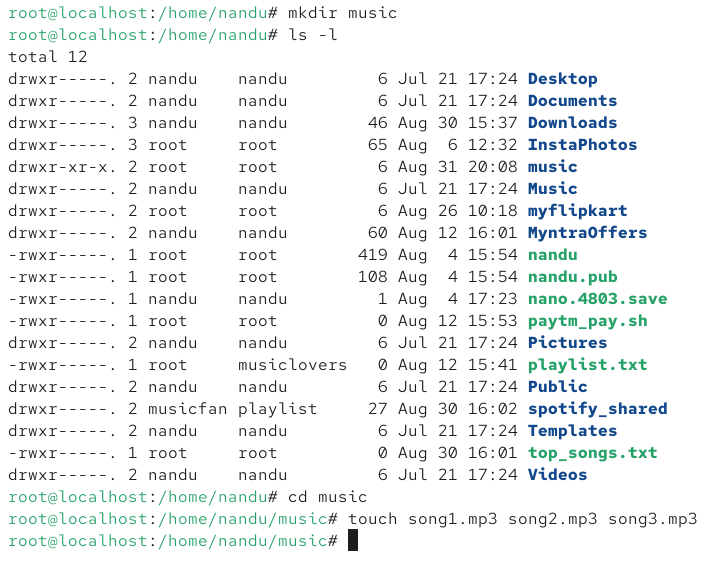 root@localhost:/home/nandu# mkdir music
root@localhost:/home/nandu# ls -l
total 12
drwxr-----. 2 nandu    nandu         6 Jul 21 17:24 Desktop
drwxr-----. 2 nandu    nandu         6 Jul 21 17:24 Documents
drwxr-----. 3 nandu    nandu        46 Aug 30 15:37 Downloads
drwxr-----. 3 root     root         65 Aug  6 12:32 InstaPhotos
drwxr-xr-x. 2 root     root          6 Aug 31 20:08 music
drwxr-----. 2 nandu    nandu         6 Jul 21 17:24 Music
drwxr-----. 2 root     root          6 Aug 26 10:18 myflipkart
drwxr-----. 2 nandu    nandu        60 Aug 12 16:01 MyntraOffers
-rwxr-----. 1 root     root        419 Aug  4 15:54 nandu
-rwxr-----. 1 root     root        108 Aug  4 15:54 nandu.pub
-rwxr-----. 1 nandu    nandu         1 Aug  4 17:23 nano.4803.save
-rwxr-----. 1 root     root          0 Aug 12 15:53 paytm_pay.sh
drwxr-----. 2 nandu    nandu         6 Jul 21 17:24 Pictures
-rwxr-----. 1 root     musiclovers   0 Aug 12 15:41 playlist.txt
drwxr-----. 2 nandu    nandu         6 Jul 21 17:24 Public
drwxr-----. 2 musicfan playlist     27 Aug 30 16:02 spotify_shared
drwxr-----. 2 nandu    nandu         6 Jul 21 17:24 Templates
-rwxr-----. 1 root     root          0 Aug 30 16:01 top_songs.txt
drwxr-----. 2 nandu    nandu         6 Jul 21 17:24 Videos
root@localhost:/home/nandu# cd music
root@localhost:/home/nandu/music# touch song1.mp3 song2.mp3 song3.mp3
root@localhost:/home/nandu/music#